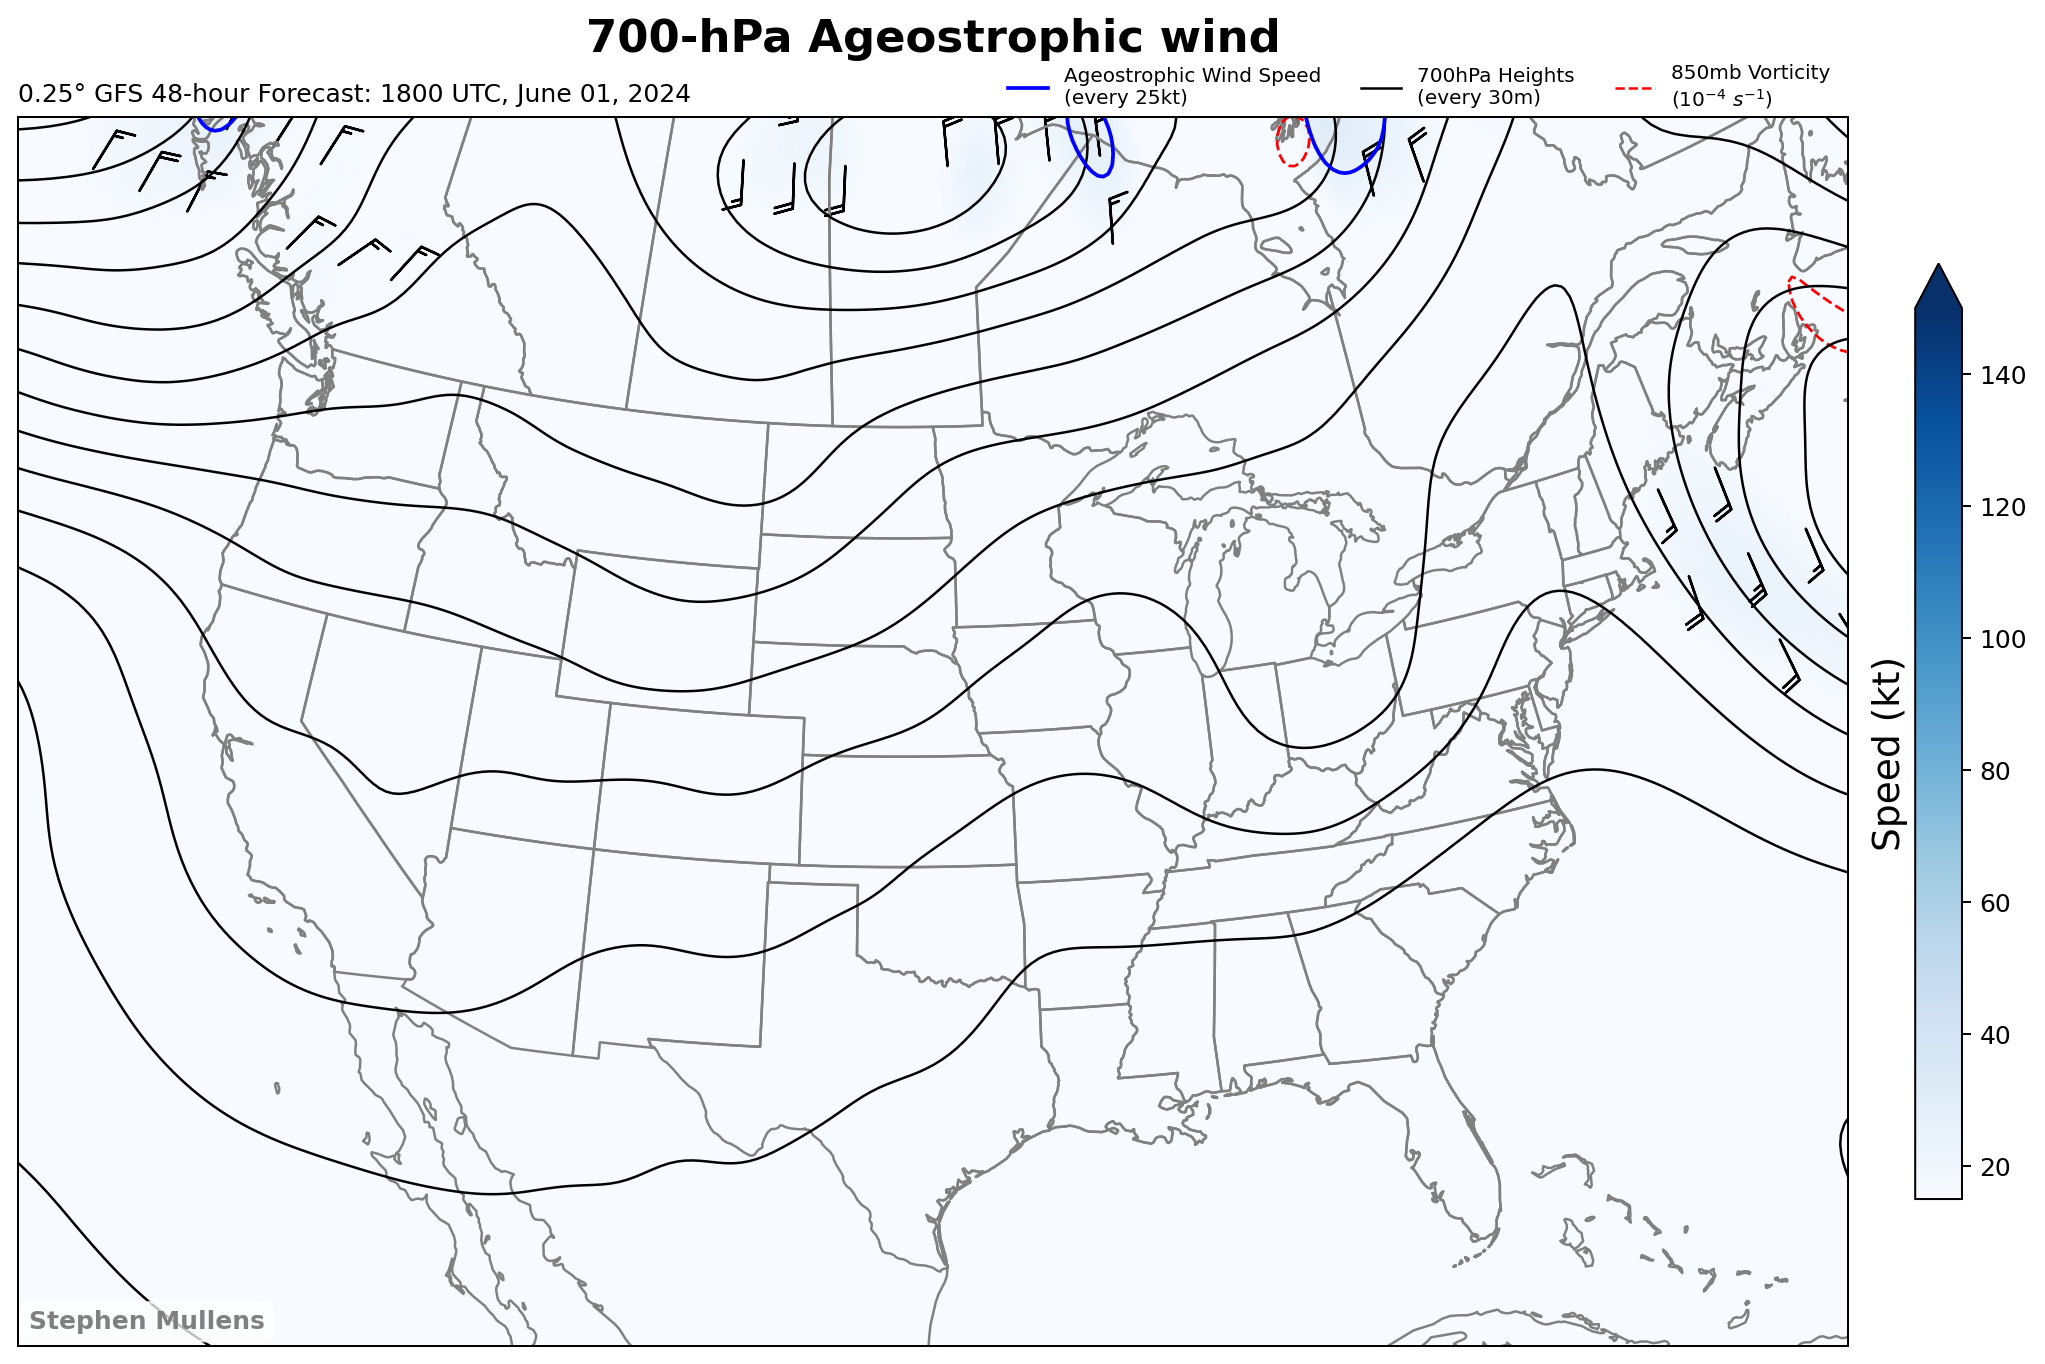 700-hPa Ageostrophic wind
0.25° GFS 48-hour Forecast: 1800 UTC, June 01, 2024
Ageostrophic Wind Speed
(every 25kt)
700hPa Heights
(every 30m)
850mb Vorticity
(10⁻⁴ s⁻¹)
140
120
100
80
60
40
20
Speed (kt)
Stephen Mullens